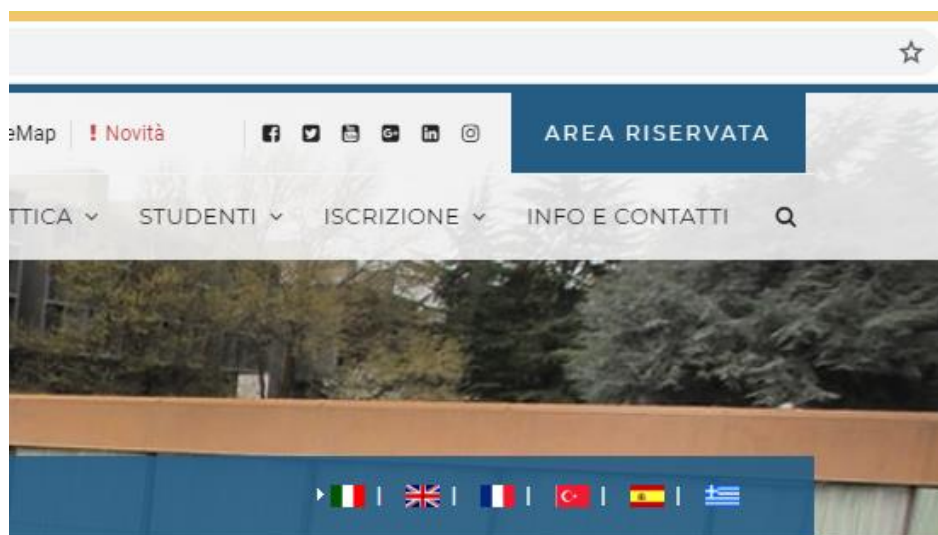 eMap ! Novità AREA RISERVATA
TTICA STUDENTI ISCRIZIONE INFO E CONTATTI